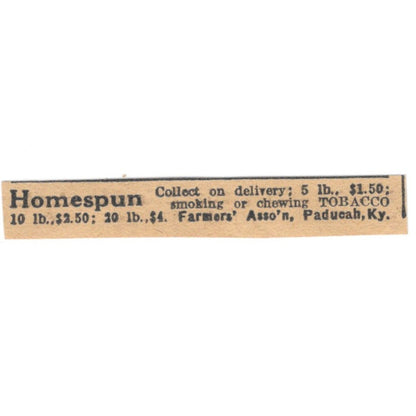 Homespun Collect on delivery; 5 lb., $1.50;
smoking or chewing TOBACCO
10 lb., $2.50; 20 lb., $4. Farmers' Asso'n, Paducah, Ky.